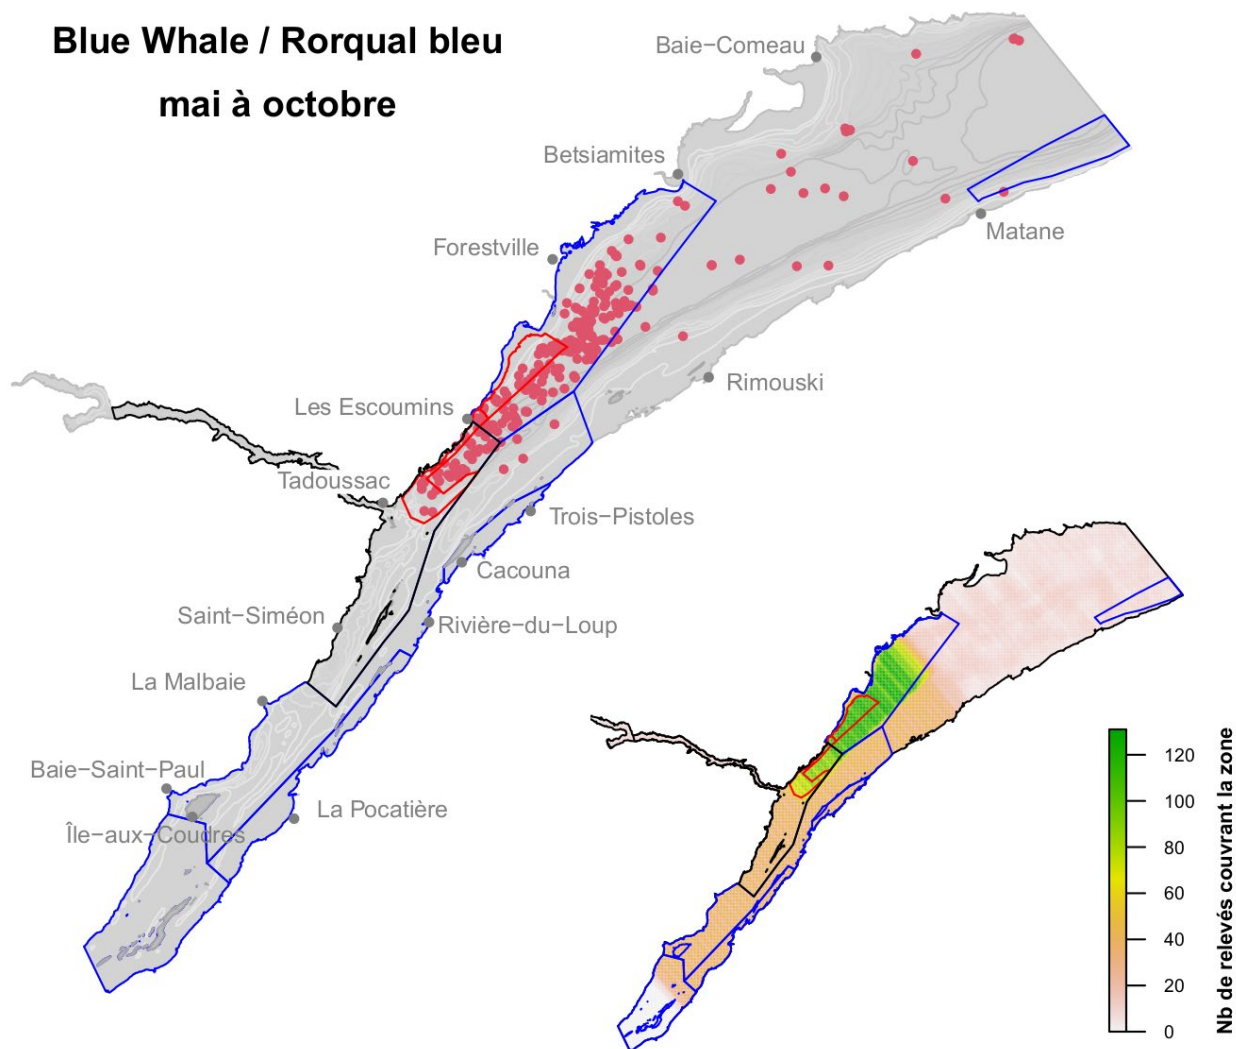 Blue Whale / Rorqual bleu
mai à octobre
Baie−Comeau
Betsiamites
Matane
Forestville
Rimouski
Les Escoumins
Tadoussac
Trois−Pistoles
Cacouna
Saint−Siméon
Rivière−du−Loup
La Malbaie
Baie−Saint−Paul
La Pocatière
Île−aux−Coudres
120
100
80
60
40
20
0
Nb de relevés couvrant la zone